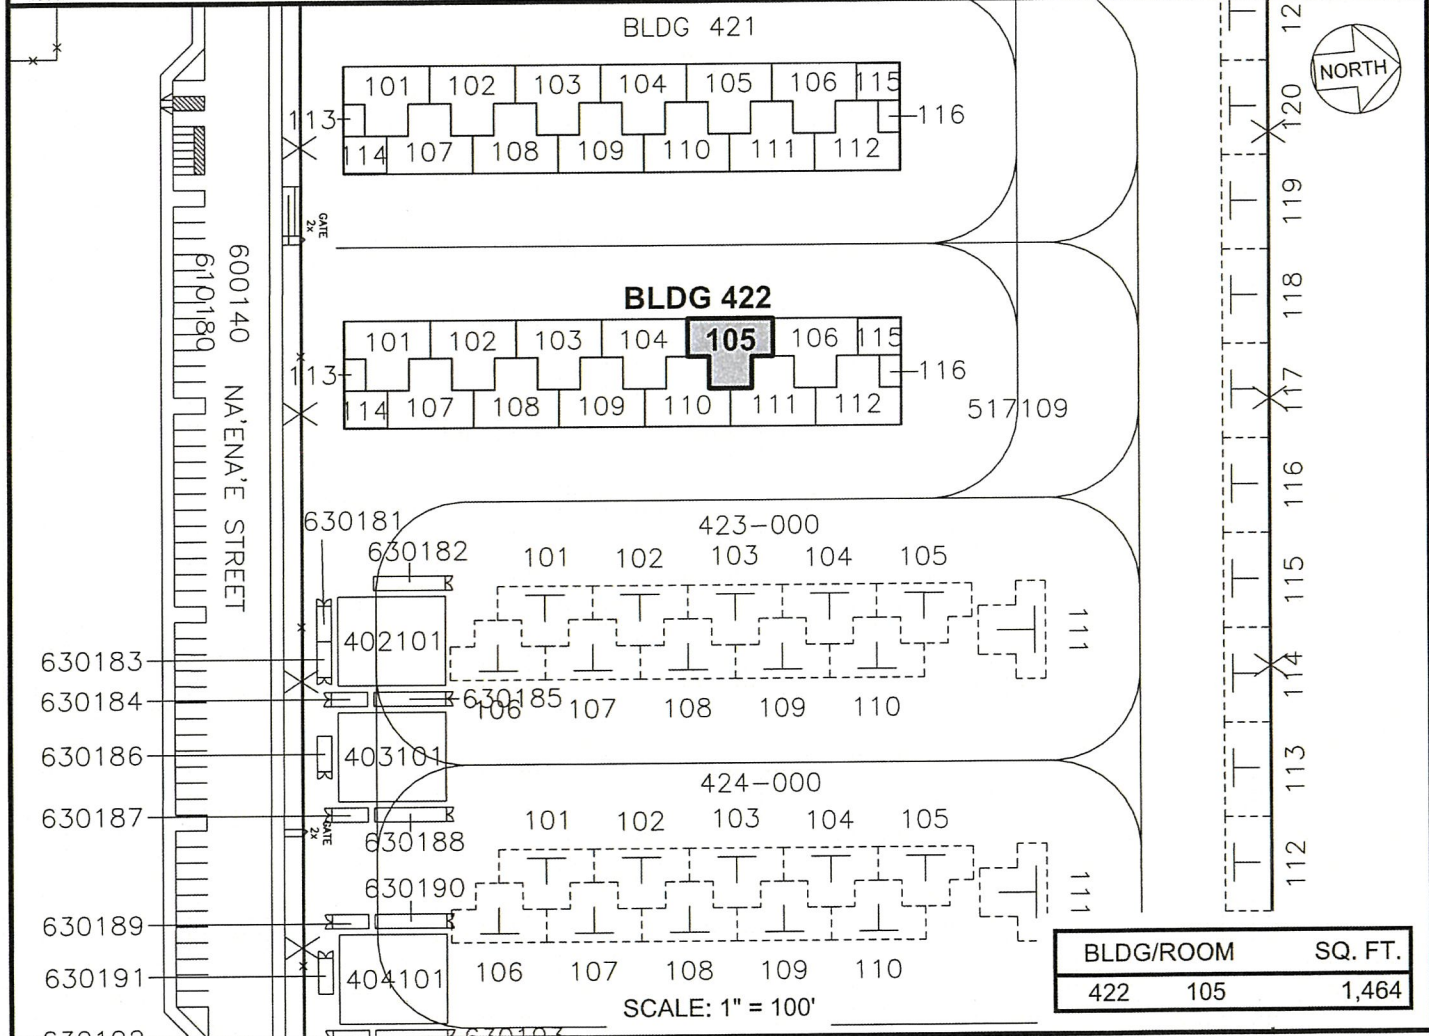 BLDG 421
101 102 103 104 105 106 115
113 116
114 107 108 109 110 111 112
NORTH
GATE
2x
600140
610180
NA'ENA'E STREET
BLDG 422
101 102 103 104 105 106 115
113 116
114 107 108 109 110 111 112
517109
12
120
119
118
117
116
115
114
113
112
630181
630182
423-000
101 102 103 104 105
402101
111
630183
630184
630185
106 107 108 109 110
630186
403101
424-000
630187
GATE
2x
630188
101 102 103 104 105
630190
111
630189
106 107 108 109 110
630191
404101
SCALE: 1" = 100'
630193
BLDG/ROOM SQ. FT.
422 105 1,464